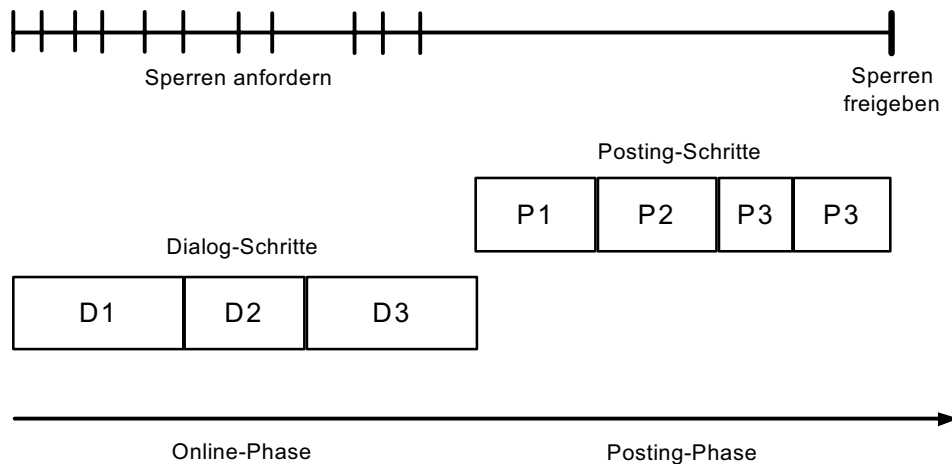 Sperren anfordern
Sperren
freigeben
Posting-Schritte
P1 P2 P3 P3
Dialog-Schritte
D1 D2 D3
Online-Phase Posting-Phase